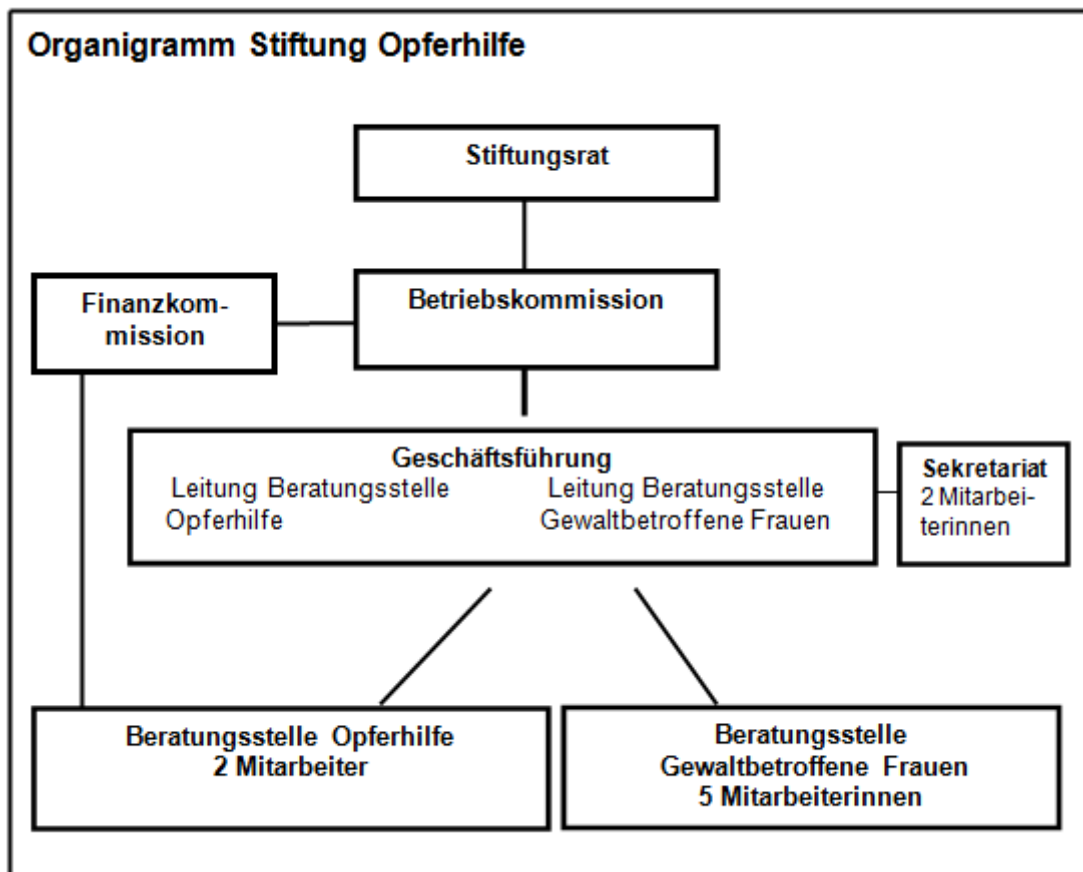 Organigramm Stiftung Opferhilfe
Stiftungsrat
Finanzkom-
mission
Betriebskommission
Geschäftsführung
Leitung Beratungsstelle
Opferhilfe
Leitung Beratungsstelle
Gewaltbetroffene Frauen
Sekretariat
2 Mitarbei-
terinnen
Beratungsstelle Opferhilfe
2 Mitarbeiter
Beratungsstelle
Gewaltbetroffene Frauen
5 Mitarbeiterinnen